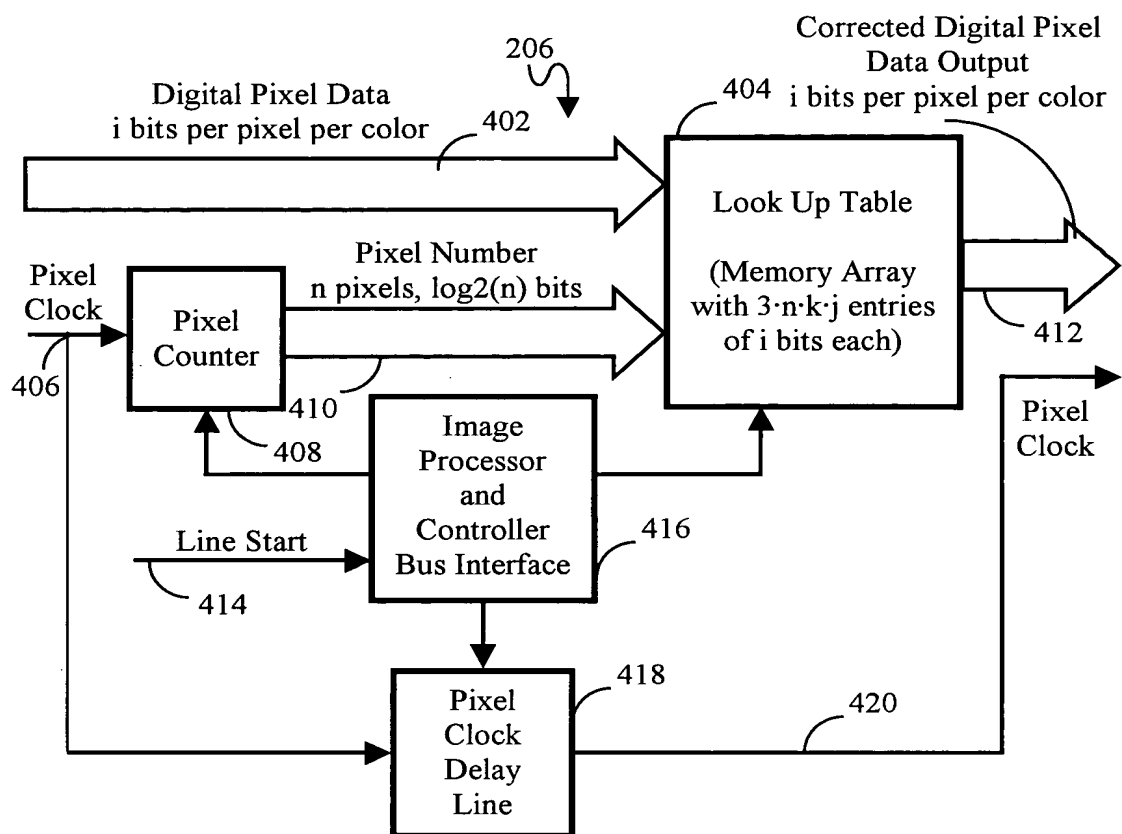 Corrected Digital Pixel
Data Output
i bits per pixel per color
206
404
Digital Pixel Data
i bits per pixel per color
402
Look Up Table
(Memory Array
with 3·n·k·j entries
of i bits each)
412
Pixel
Clock
406
Pixel
Counter
408
Pixel Number
n pixels, log2(n) bits
410
Pixel
Clock
Image
Processor
and
Controller
Bus Interface
416
Line Start
414
Pixel
Clock
Delay
Line
418
420